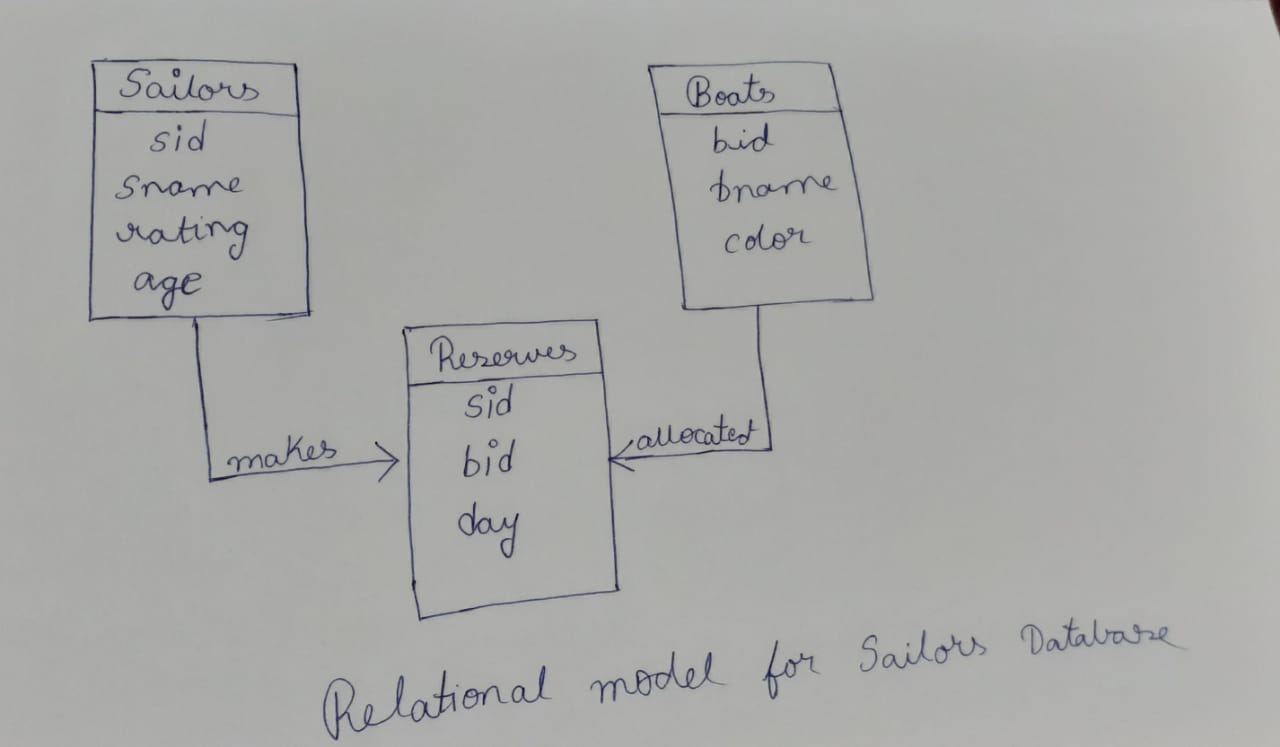 Sailors
sid
sname
rating
age
Boats
bid
bname
color
Reserves
sid
bid
day
makes
allocated
Relational model for Sailors Database